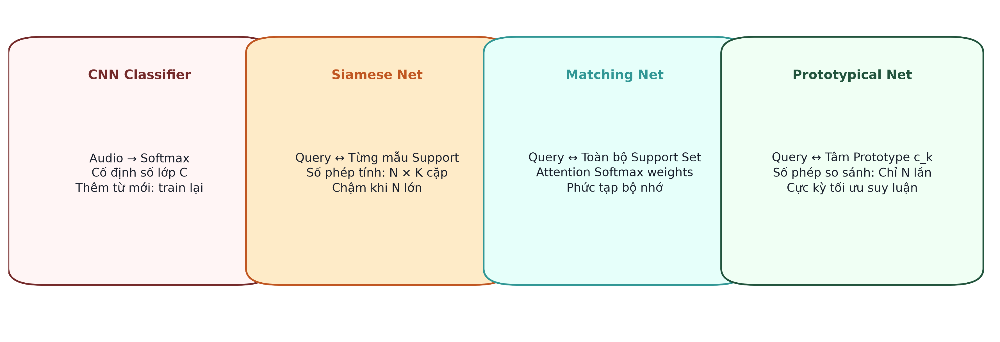 CNN Classifier
Audio → Softmax
Cố định số lớp C
Thêm từ mới: train lại
Siamese Net
Query ↔ Từng mẫu Support
Số phép tính: N × K cặp
Chậm khi N lớn
Matching Net
Query ↔ Toàn bộ Support Set
Attention Softmax weights
Phức tạp bộ nhớ
Prototypical Net
Query ↔ Tâm Prototype c_k
Số phép so sánh: Chỉ N lần
Cực kỳ tối ưu suy luận